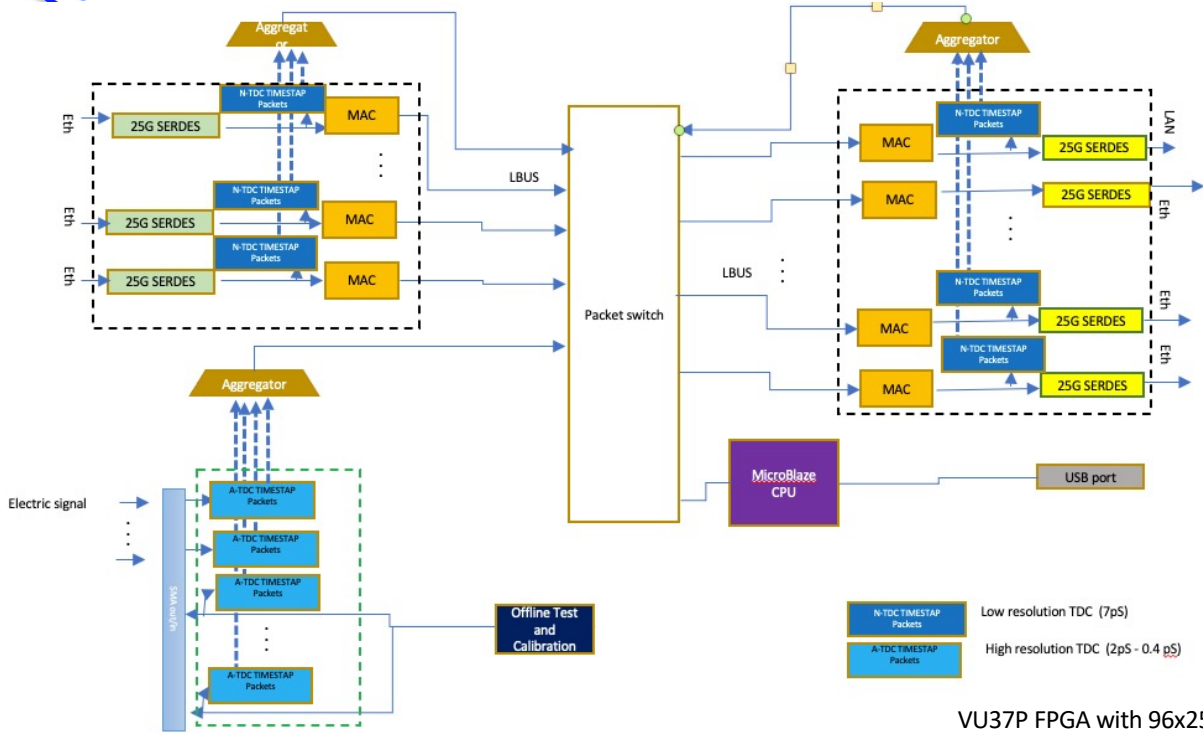 Aggregat
or
Aggregator
N-TDC TIMESTAP
Packets
Eth
25G SERDES
MAC
LBUS
N-TDC TIMESTAP
Packets
Eth
25G SERDES
MAC
N-TDC TIMESTAP
Packets
Eth
25G SERDES
MAC
Packet switch
N-TDC TIMESTAP
Packets
MAC
25G SERDES
LAN
MAC
25G SERDES
Eth
LBUS
N-TDC TIMESTAP
Packets
MAC
25G SERDES
Eth
N-TDC TIMESTAP
Packets
MAC
25G SERDES
Eth
Aggregator
Electric signal
SMA out/in
A-TDC TIMESTAP
Packets
A-TDC TIMESTAP
Packets
A-TDC TIMESTAP
Packets
A-TDC TIMESTAP
Packets
MicroBlaze
CPU
USB port
Offline Test
and
Calibration
N-TDC TIMESTAP
Packets
Low resolution TDC (7pS)
A-TDC TIMESTAP
Packets
High resolution TDC (2pS - 0.4 pS)
VU37P FPGA with 96x25